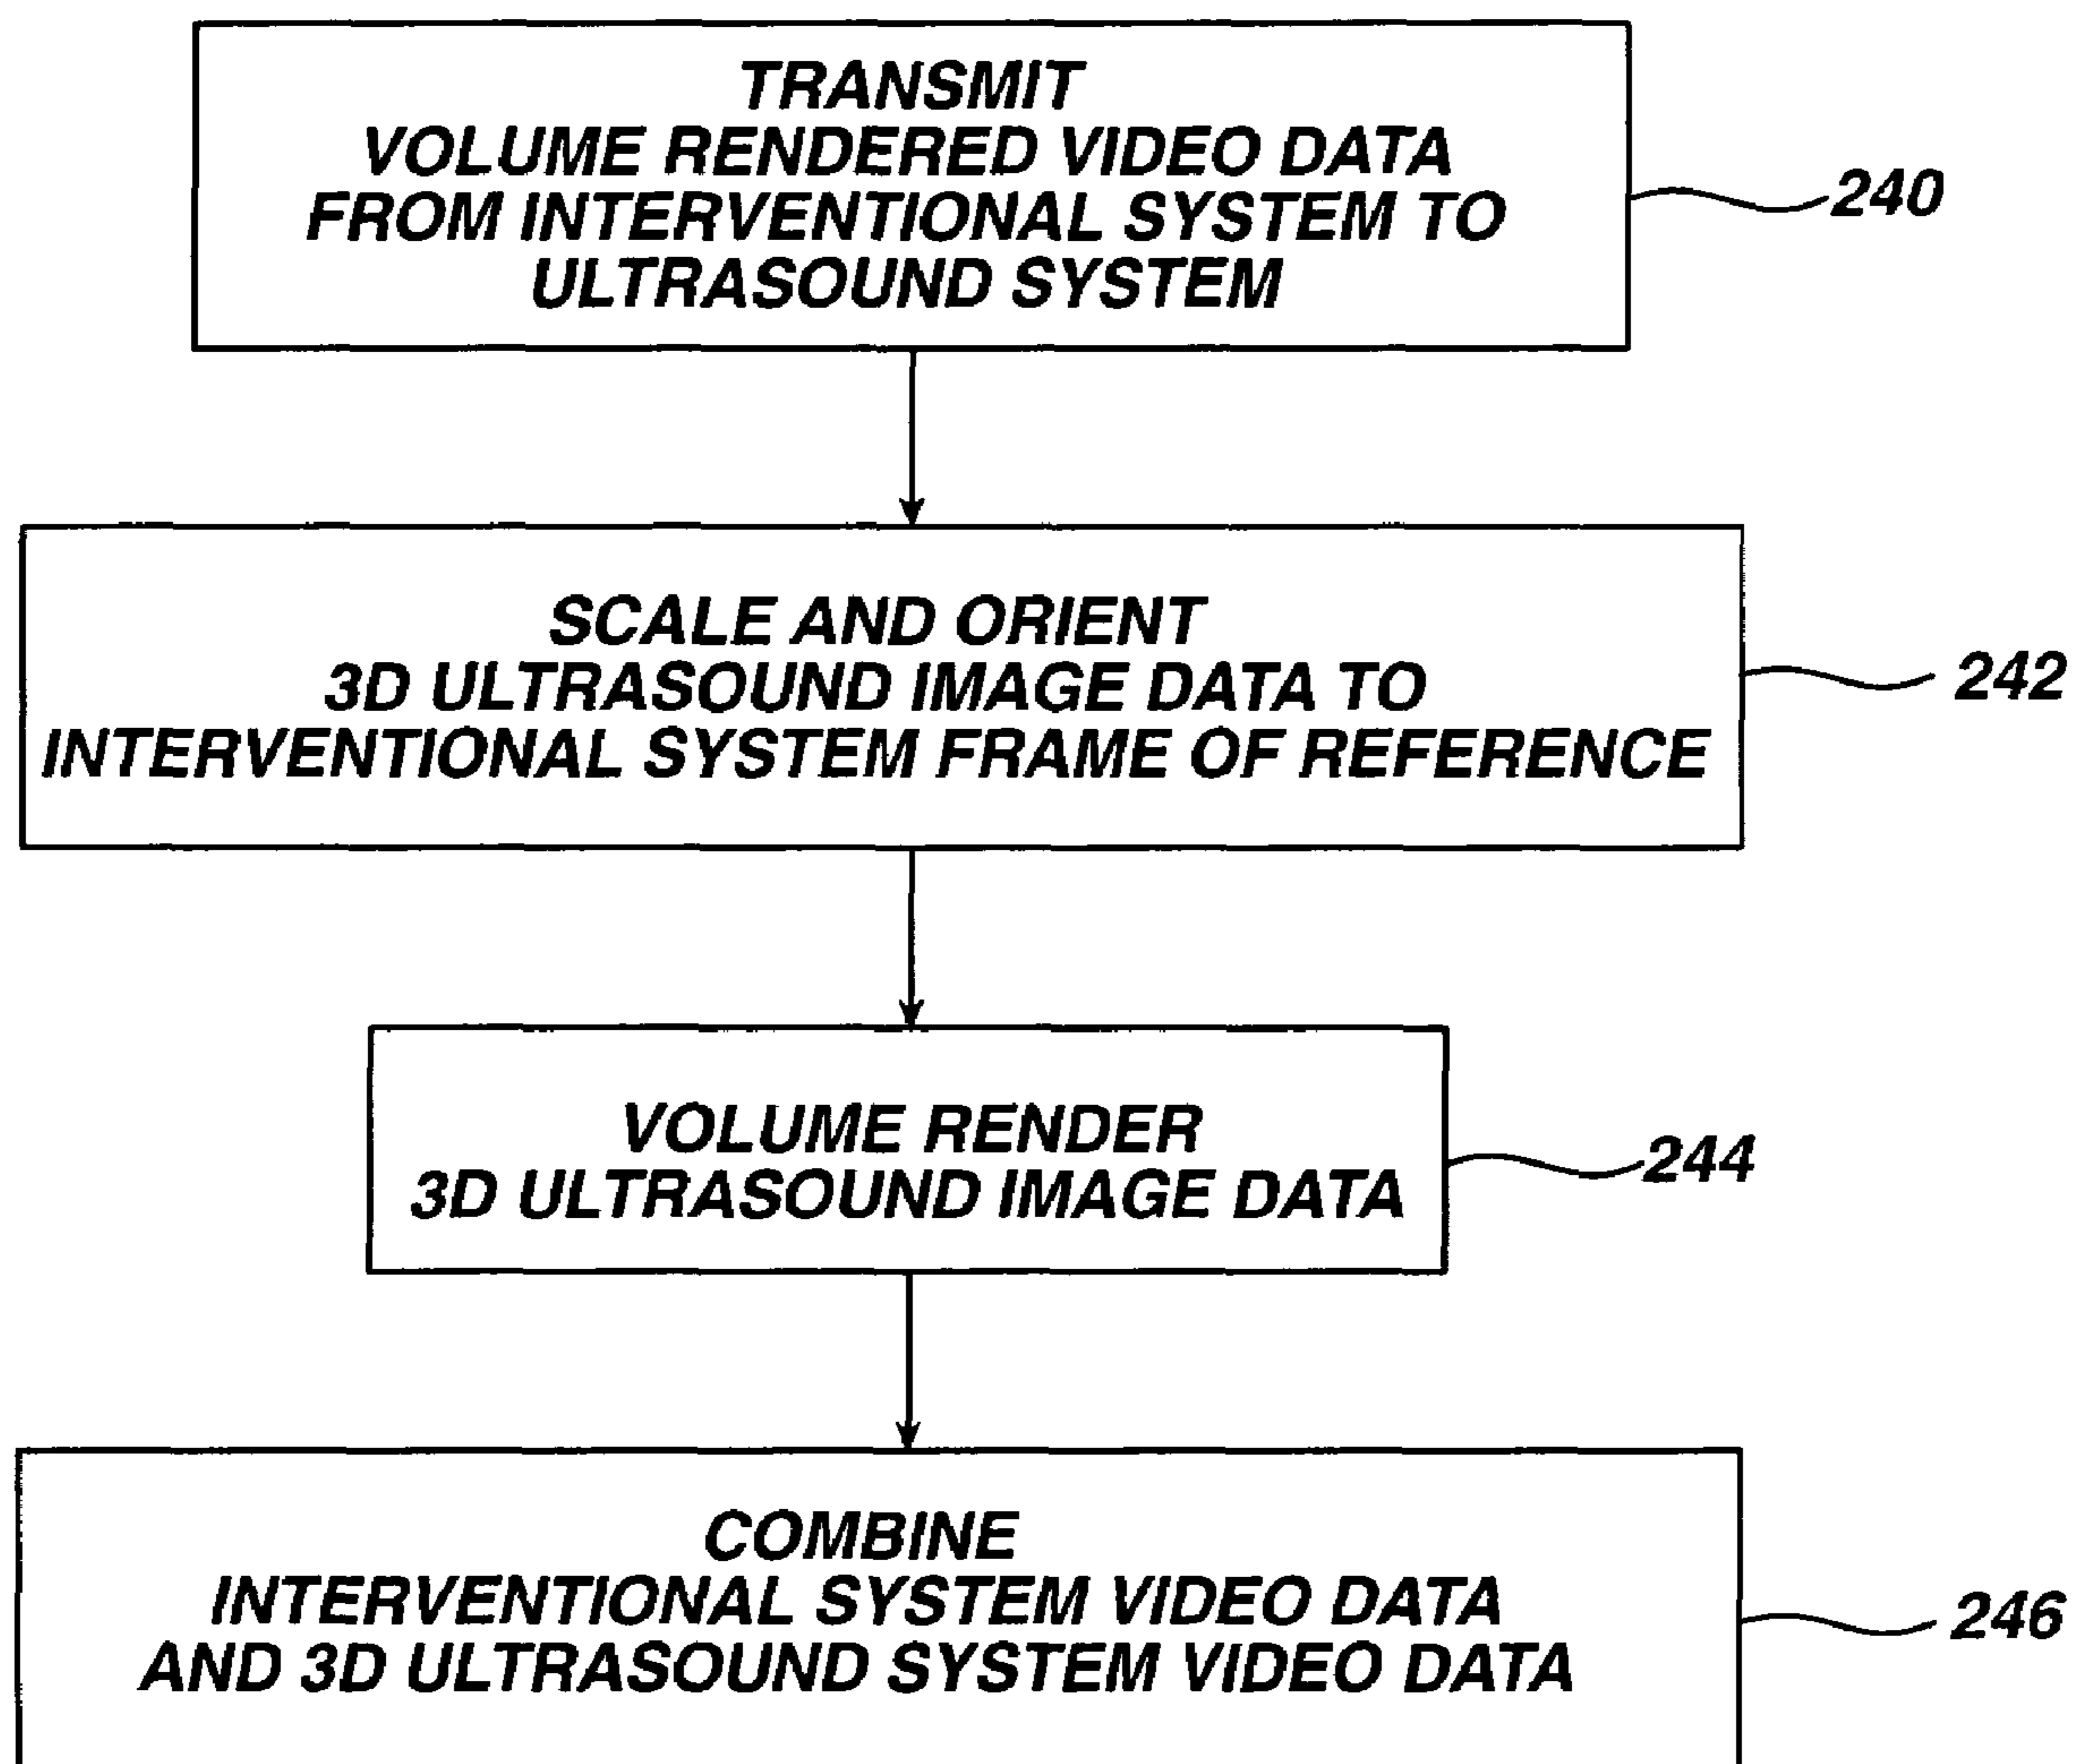 TRANSMIT
VOLUME RENDERED VIDEO DATA
FROM INTERVENTIONAL SYSTEM TO
ULTRASOUND SYSTEM
240
SCALE AND ORIENT
3D ULTRASOUND IMAGE DATA TO
INTERVENTIONAL SYSTEM FRAME OF REFERENCE
242
VOLUME RENDER
3D ULTRASOUND IMAGE DATA
244
COMBINE
INTERVENTIONAL SYSTEM VIDEO DATA
AND 3D ULTRASOUND SYSTEM VIDEO DATA
246